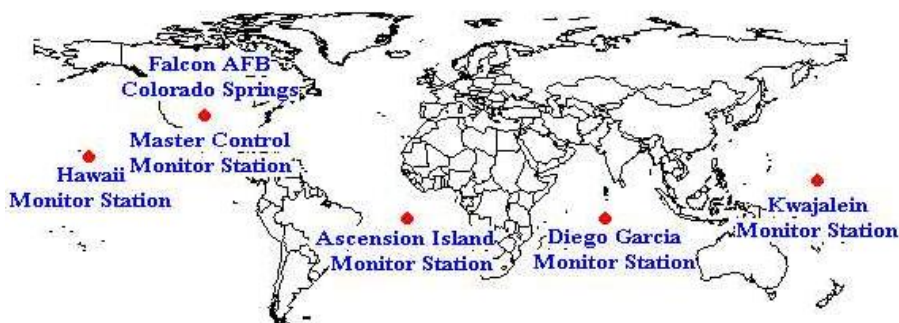 Falcon AFB
Colorado Springs
Master Control
Monitor Station
Hawaii
Monitor Station
Ascension Island
Monitor Station
Diego Garcia
Monitor Station
Kwajalein
Monitor Station